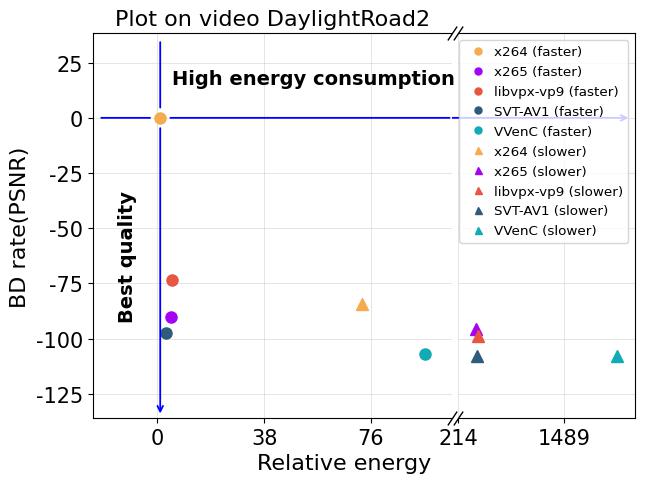 Plot on video DaylightRoad2
BD rate(PSNR)
25
0
-25
-50
-75
-100
-125
High energy consumption
Best quality
x264 (faster)
x265 (faster)
libvpx-vp9 (faster)
SVT-AV1 (faster)
VVenC (faster)
x264 (slower)
x265 (slower)
libvpx-vp9 (slower)
SVT-AV1 (slower)
VVenC (slower)
0 38 76 214 1489
Relative energy